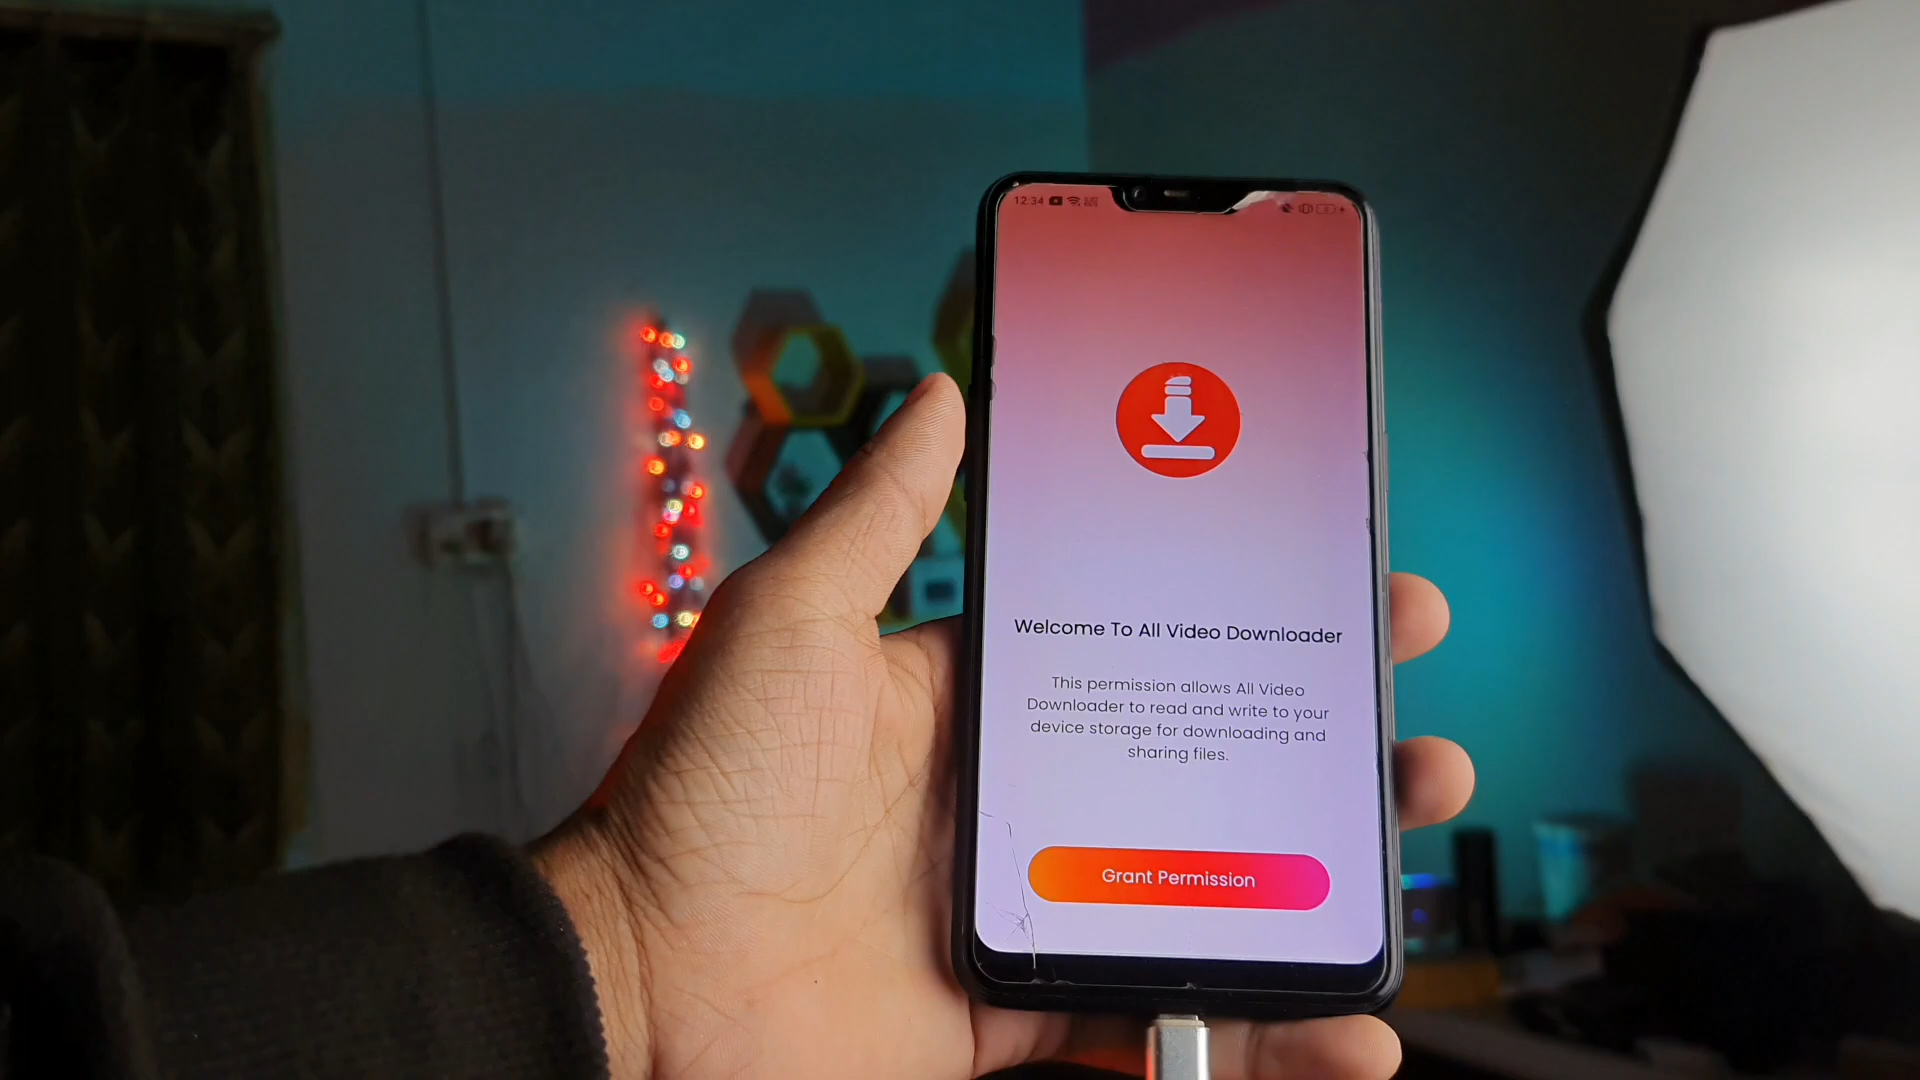 12:34
Welcome To All Video Downloader
This permission allows All Video
Downloader to read and write to your
device storage for downloading and
sharing files.
Grant Permission